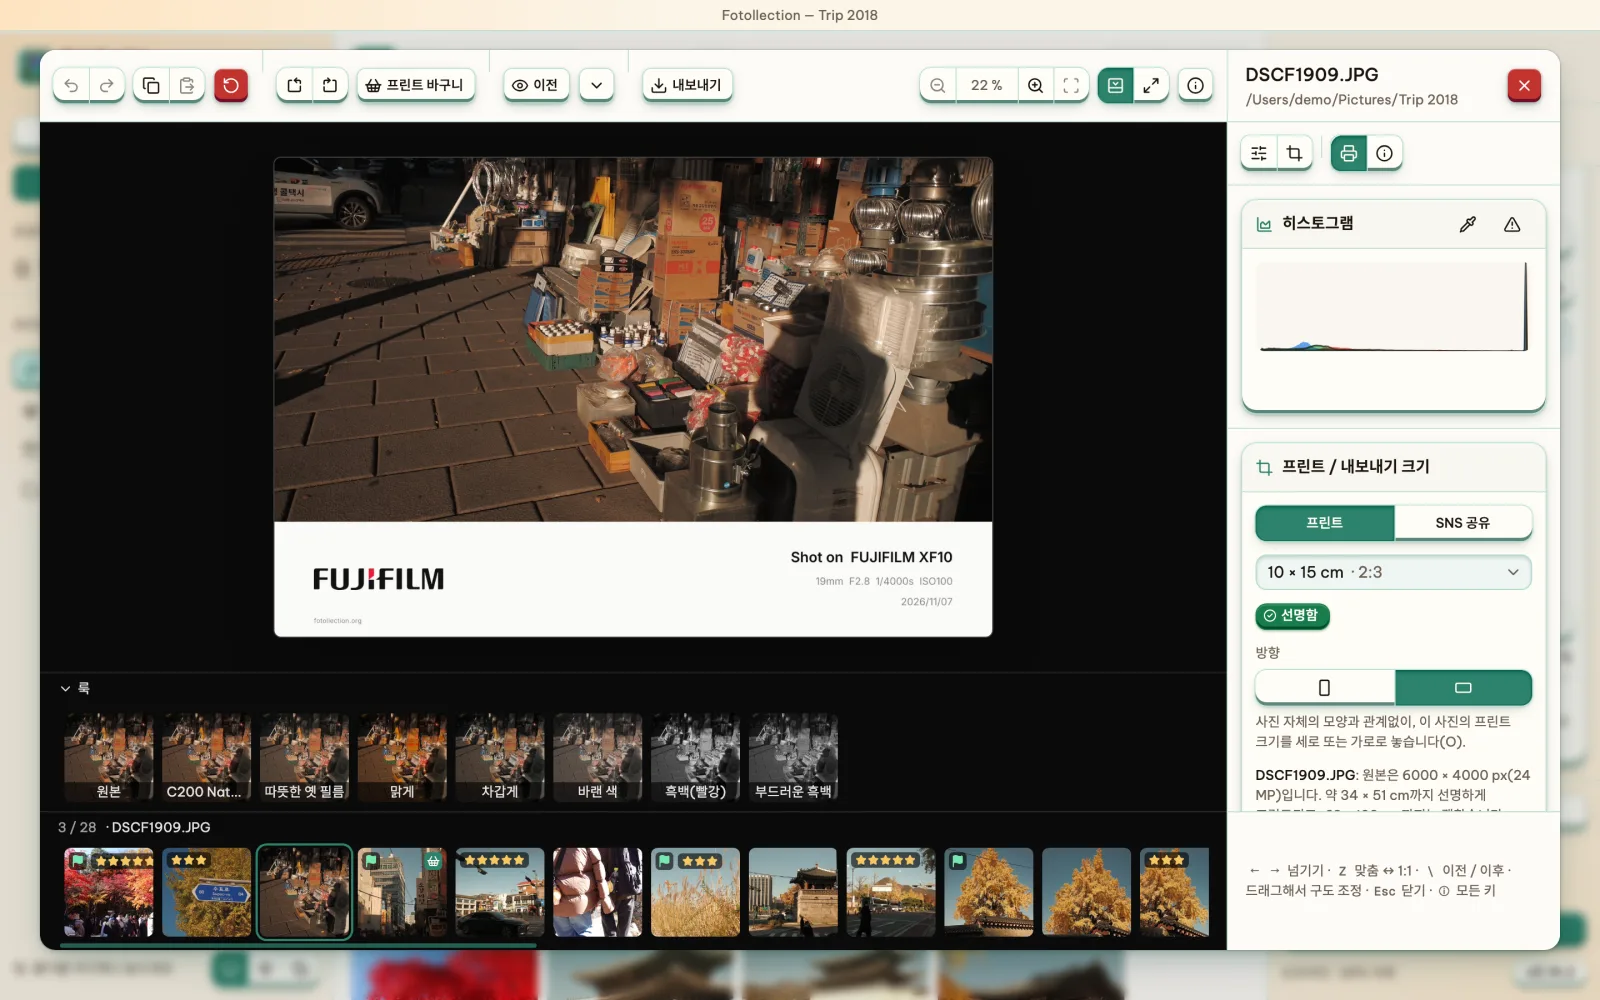 Fotollection — Trip 2018
프린트 바구니
이전
내보내기
22 %
DSCF1909.JPG
/Users/demo/Pictures/Trip 2018
히스토그램
콜택시
Shot on FUJIFILM XF10
FUJIFILM
19mm F2.8 1/4000s ISO100
2026/11/07
fotollection.org
프린트 / 내보내기 크기
프린트
SNS 공유
10 × 15 cm · 2:3
선명함
방향
사진 자체의 모양과 관계없이, 이 사진의 프린트
크기를 세로 또는 가로로 놓습니다(O).
DSCF1909.JPG: 원본은 6000 × 4000 px(24
MP)입니다. 약 34 × 51 cm까지 선명하게
룩
원본
C200 Nat...
따뜻한 옛 필름
맑게
차갑게
바랜 색
흑백(빨강)
부드러운 흑백
3 / 28 · DSCF1909.JPG
← → 넘기기 · Z 맞춤 ↔ 1:1 · \ 이전 / 이후 ·
드래그해서 구도 조정 · Esc 닫기 · ⓘ 모든 키